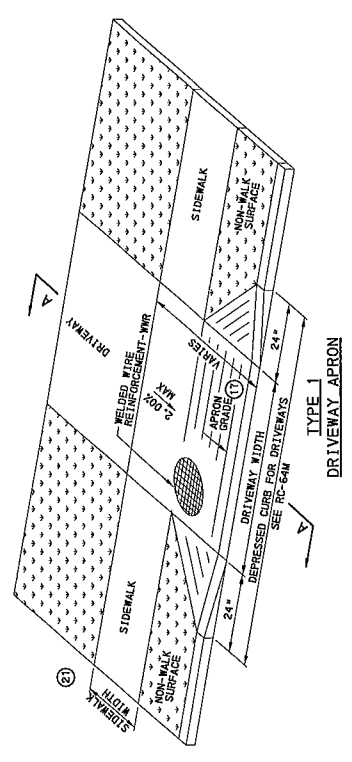 A
DRIVEWAY
WELDED WIRE
REINFORCEMENT-WWR
2.00%
MAX
VARIES
SIDEWALK
NON-WALK
SURFACE
24"
APRON
GRADE
17
SIDEWALK
21
SIDEWALK
WIDTH
NON-WALK
SURFACE
24"
DRIVEWAY WIDTH
DEPRESSED CURB FOR DRIVEWAYS
SEE RC-64M
A
TYPE 1
DRIVEWAY APRON